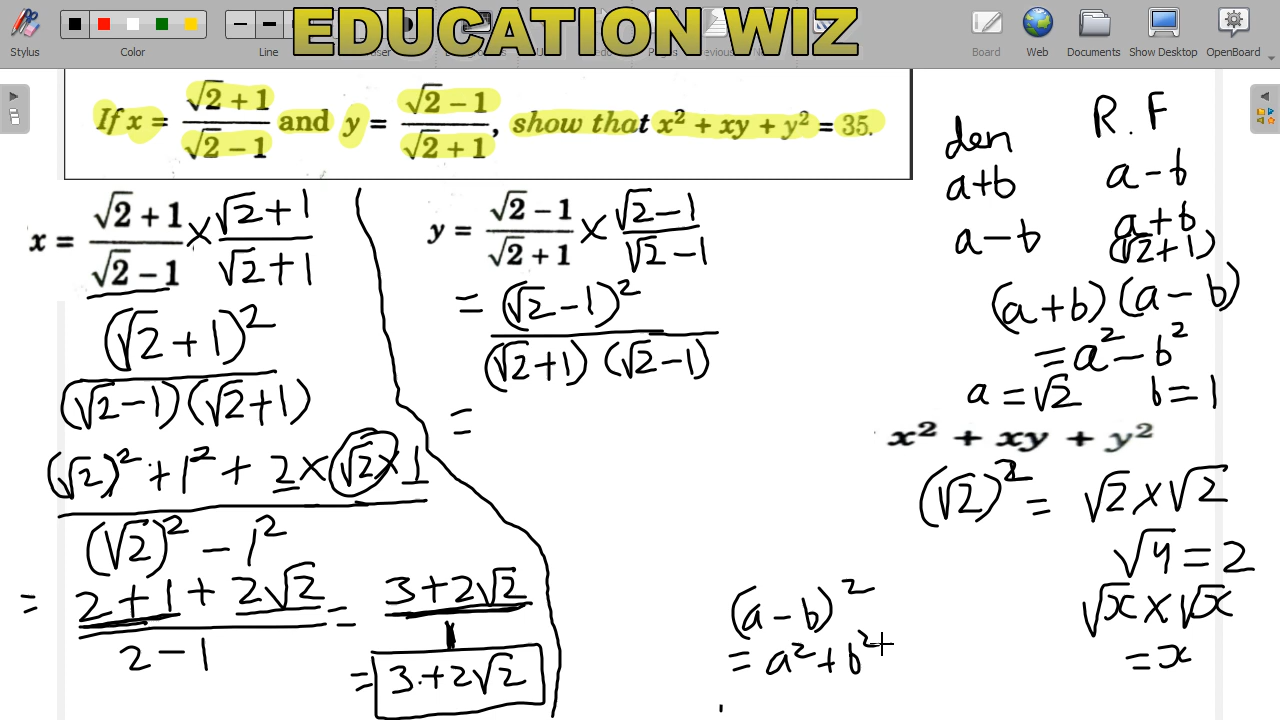 EDUCATION WIZ
Stylus
Color
Line
Board
Web
Documents
Show Desktop
OpenBoard
If x = (√2 + 1)/(√2 − 1) and y = (√2 − 1)/(√2 + 1), show that x² + xy + y² = 35.
x = (√2 + 1)/(√2 − 1) × (√2+1)/(√2+1)
(√2+1)²
(√2−1)(√2+1)
(√2)² + 1² + 2×√2×1
(√2)² − 1²
= (2+1+2√2)/(2−1) = (3+2√2)/1
= 3+2√2
y = (√2 − 1)/(√2 + 1) × (√2−1)/(√2−1)
= (√2−1)²
(√2+1)(√2−1)
=
(a−b)²
= a²+b²
den R.F
a+b a−b
a−b a+b
(√2+1)
(a+b)(a−b)
= a²−b²
a=√2 b=1
x² + xy + y²
(√2)² = √2×√2
√4=2
√x×√x
=x